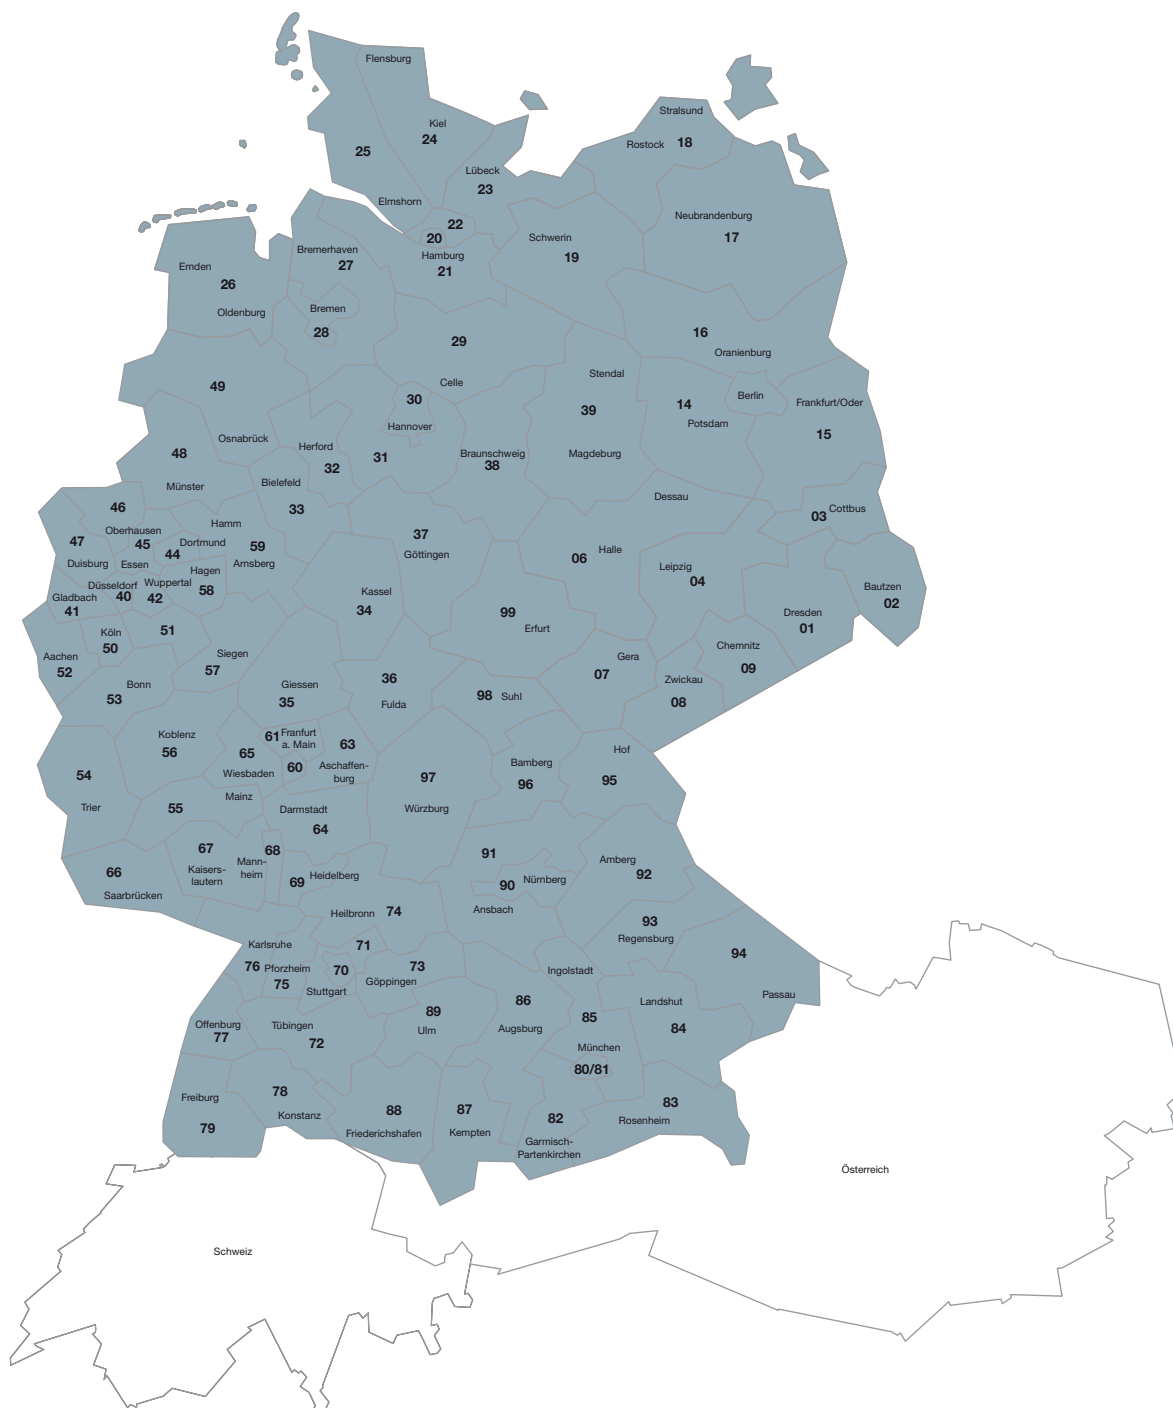 Flensburg
Stralsund
Kiel
24
Rostock 18
25
Lübeck
23
Elmshorn
Neubrandenburg
17
22
20
Schwerin
19
Hamburg
21
Bremerhaven
27
Emden
26
Oldenburg
Bremen
28
16
Oranienburg
29
Stendal
Celle
49
30
Berlin
14
Potsdam
Frankfurt/Oder
15
39
Hannover
Osnabrück
Herford
32
31
Braunschweig
38
Magdeburg
48
Münster
Bielefeld
33
Dessau
46
03 Cottbus
Hamm
Oberhausen
45
47
Dortmund
44
59
Arnsberg
37
Göttingen
Halle
06
Duisburg
Essen
Hagen
58
Leipzig
04
Düsseldorf
40
Wuppertal
42
Gladbach
41
Kassel
34
99
Erfurt
Bautzen
02
Dresden
01
Köln
50
51
Chemnitz
09
Aachen
52
Siegen
57
Gera
07
Bonn
53
Giessen
35
36
Fulda
98 Suhl
Zwickau
08
Koblenz
56
61 Franfurt
a. Main
63
65
Wiesbaden
60
Aschaffen-
burg
Hof
95
Bamberg
96
54
Trier
97
Würzburg
55
Mainz
Darmstadt
64
67
Kaisers-
lautern
68
Mann-
heim
69 Heidelberg
91
Amberg
92
66
Saarbrücken
90 Nürnberg
Ansbach
Heilbronn 74
93
Regensburg
Karlsruhe
71
94
76
Pforzheim
75
70
Stuttgart
73
Göppingen
Ingolstadt
Passau
86
Augsburg
Landshut
84
89
Ulm
85
München
80/81
Offenburg
77
Tübingen
72
Freiburg
79
78
Konstanz
88
Friederichshafen
87
Kempten
82
Garmisch-
Partenkirchen
83
Rosenheim
Österreich
Schweiz